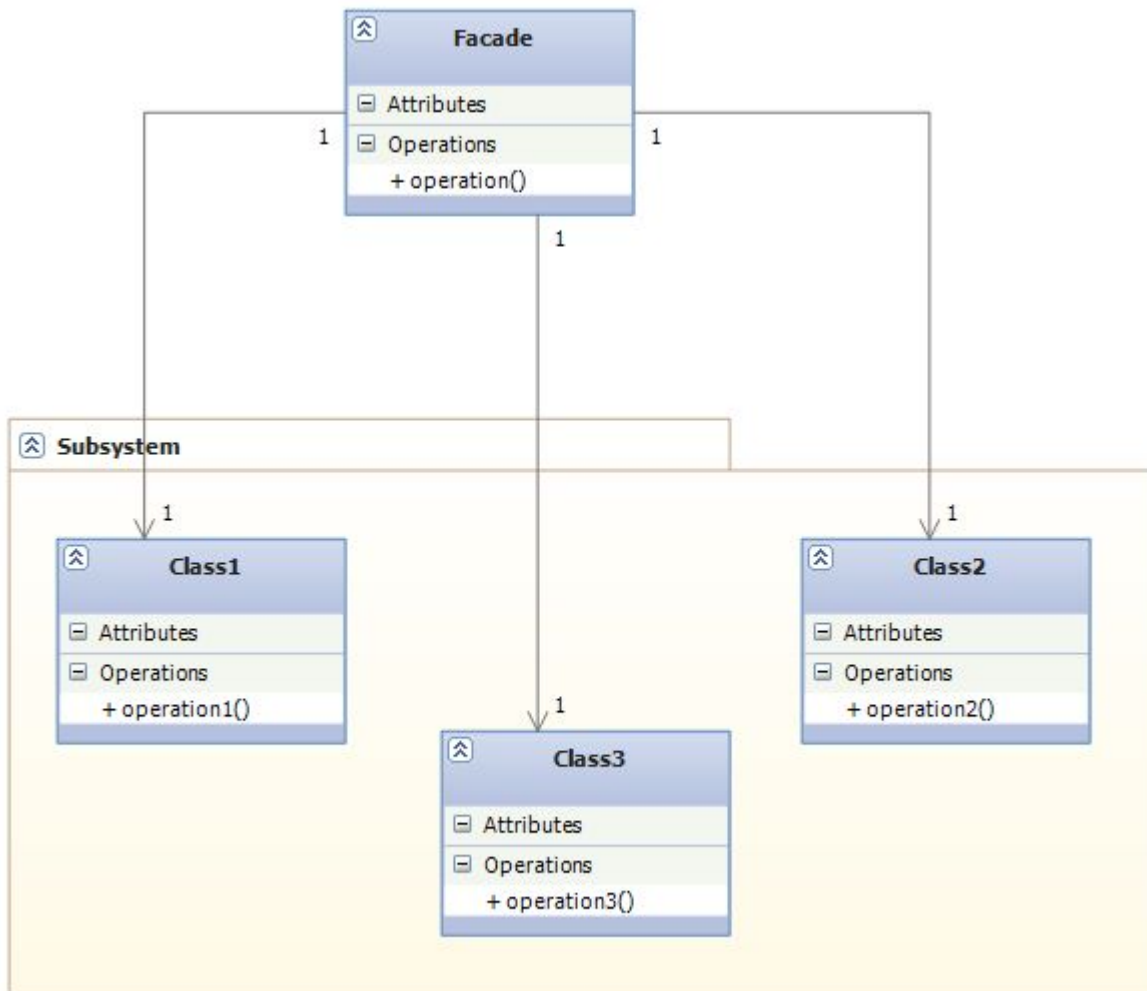 Facade
Attributes
1
1
Operations
+ operation()
1
Subsystem
1
1
Class1
Class2
Attributes
Attributes
Operations
Operations
+ operation1()
+ operation2()
1
Class3
Attributes
Operations
+ operation3()